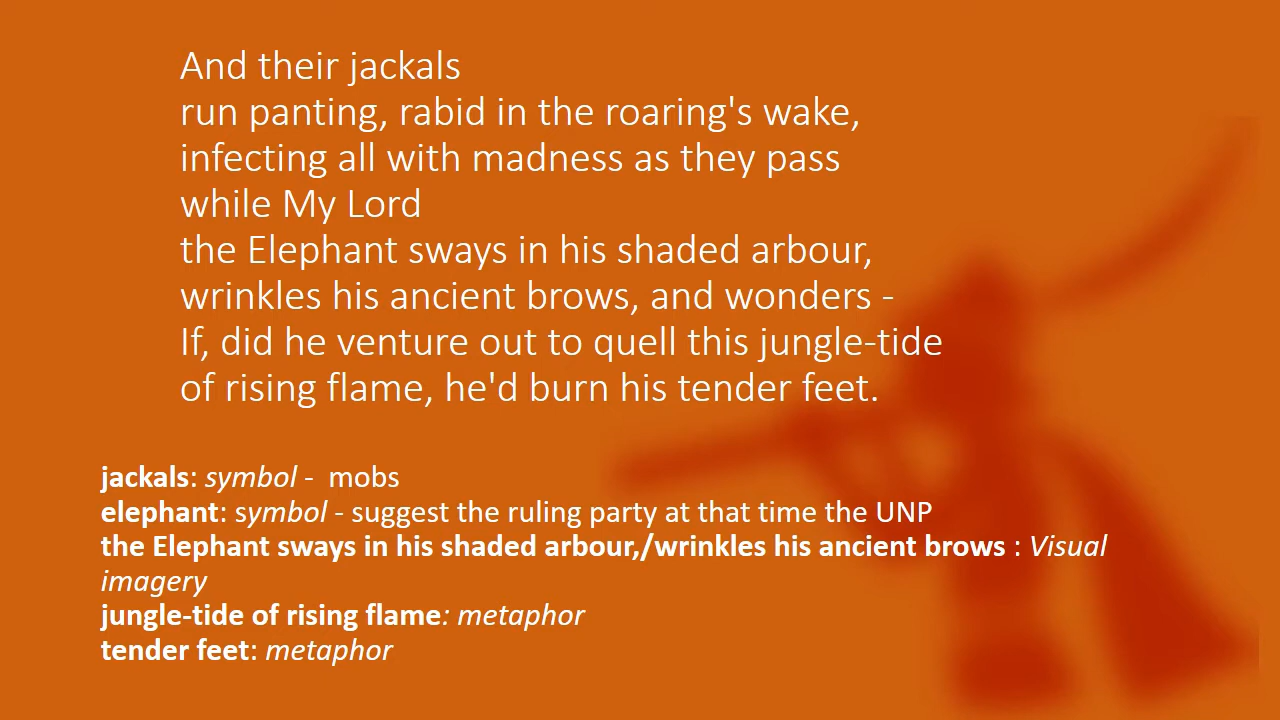 And their jackals
run panting, rabid in the roaring's wake,
infecting all with madness as they pass
while My Lord
the Elephant sways in his shaded arbour,
wrinkles his ancient brows, and wonders -
If, did he venture out to quell this jungle-tide
of rising flame, he'd burn his tender feet.
jackals: symbol - mobs
elephant: symbol - suggest the ruling party at that time the UNP
the Elephant sways in his shaded arbour,/wrinkles his ancient brows : Visual
imagery
jungle-tide of rising flame: metaphor
tender feet: metaphor